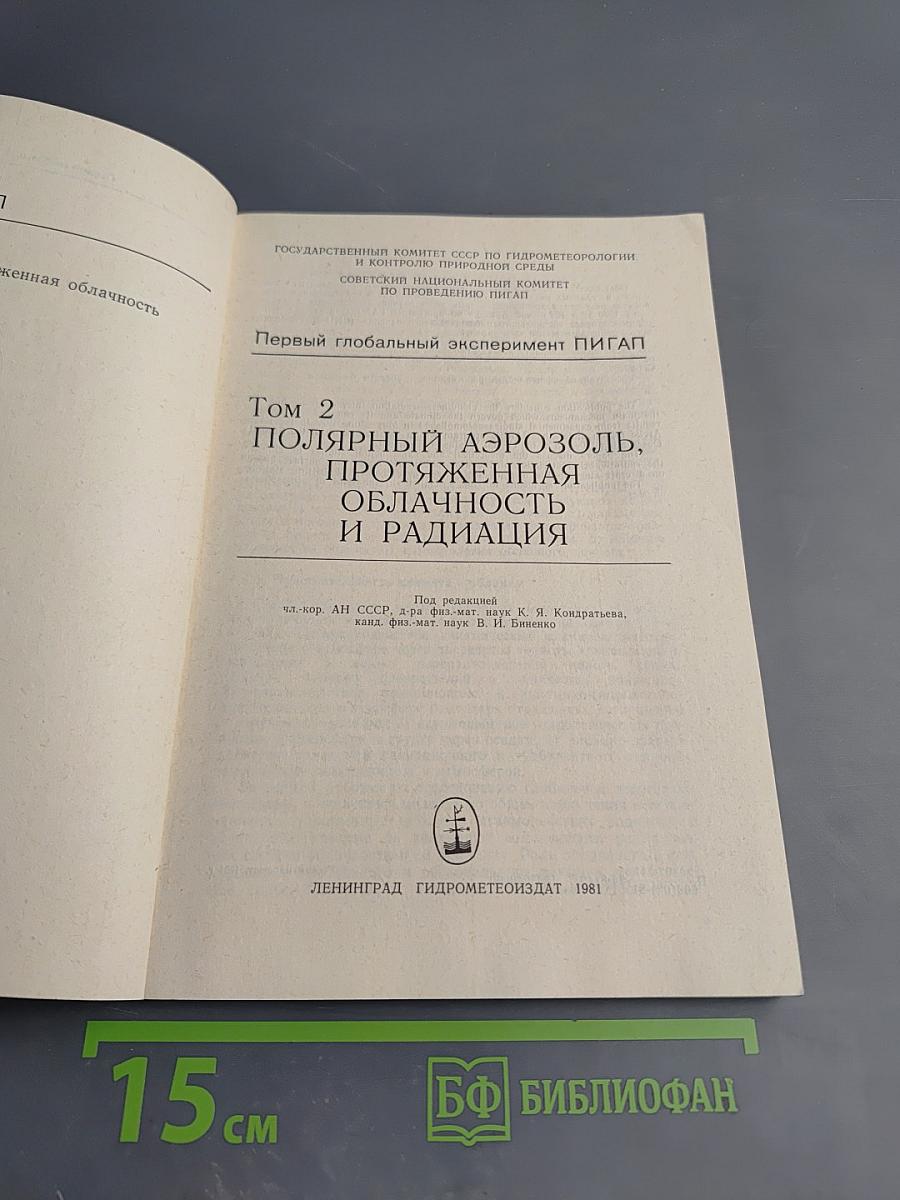 П
женная облачность
ГОСУДАРСТВЕННЫЙ КОМИТЕТ СССР ПО ГИДРОМЕТЕОРОЛОГИИ
И КОНТРОЛЮ ПРИРОДНОЙ СРЕДЫ
СОВЕТСКИЙ НАЦИОНАЛЬНЫЙ КОМИТЕТ
ПО ПРОВЕДЕНИЮ ПИГАП
Первый глобальный эксперимент ПИГАП
Том 2
ПОЛЯРНЫЙ АЭРОЗОЛЬ,
ПРОТЯЖЕННАЯ
ОБЛАЧНОСТЬ
И РАДИАЦИЯ
Под редакцией
чл.-кор. АН СССР, д-ра физ.-мат. наук К. Я. Кондратьева,
канд. физ.-мат. наук В. И. Биненко
ЛЕНИНГРАД ГИДРОМЕТЕОИЗДАТ 1981
15 см
БФ БИБЛИОФАН